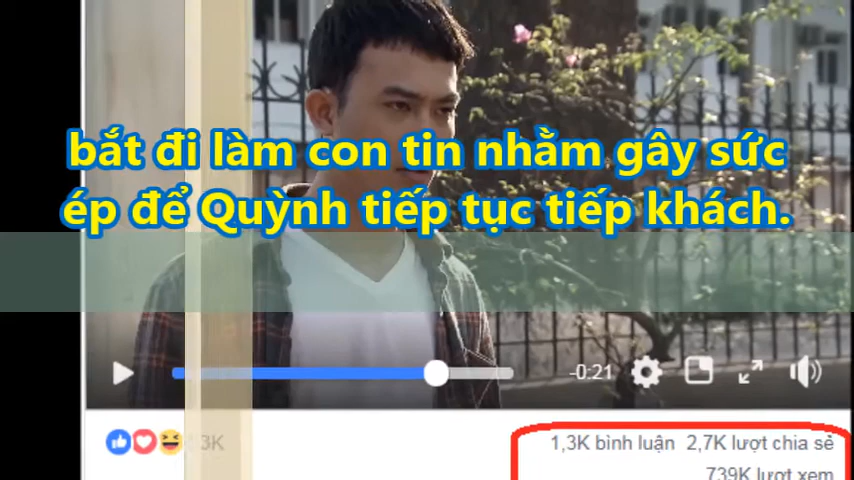 bắt đi làm con tin nhằm gây sức
ép để Quỳnh tiếp tục tiếp khách.
-0:21
1,3K bình luận 2,7K lượt chia sẻ
739K lượt xem